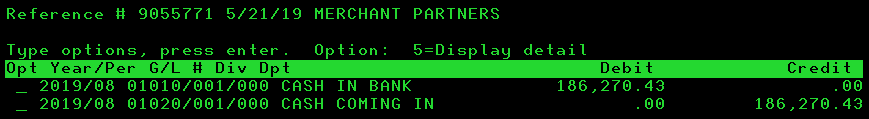 Reference # 9055771 5/21/19 MERCHANT PARTNERS
Type options, press enter. Option: 5=Display detail
Opt Year/Per G/L # Div Dpt Debit Credit
_ 2019/08 01010/001/000 CASH IN BANK 186,270.43 .00
_ 2019/08 01020/001/000 CASH COMING IN .00 186,270.43